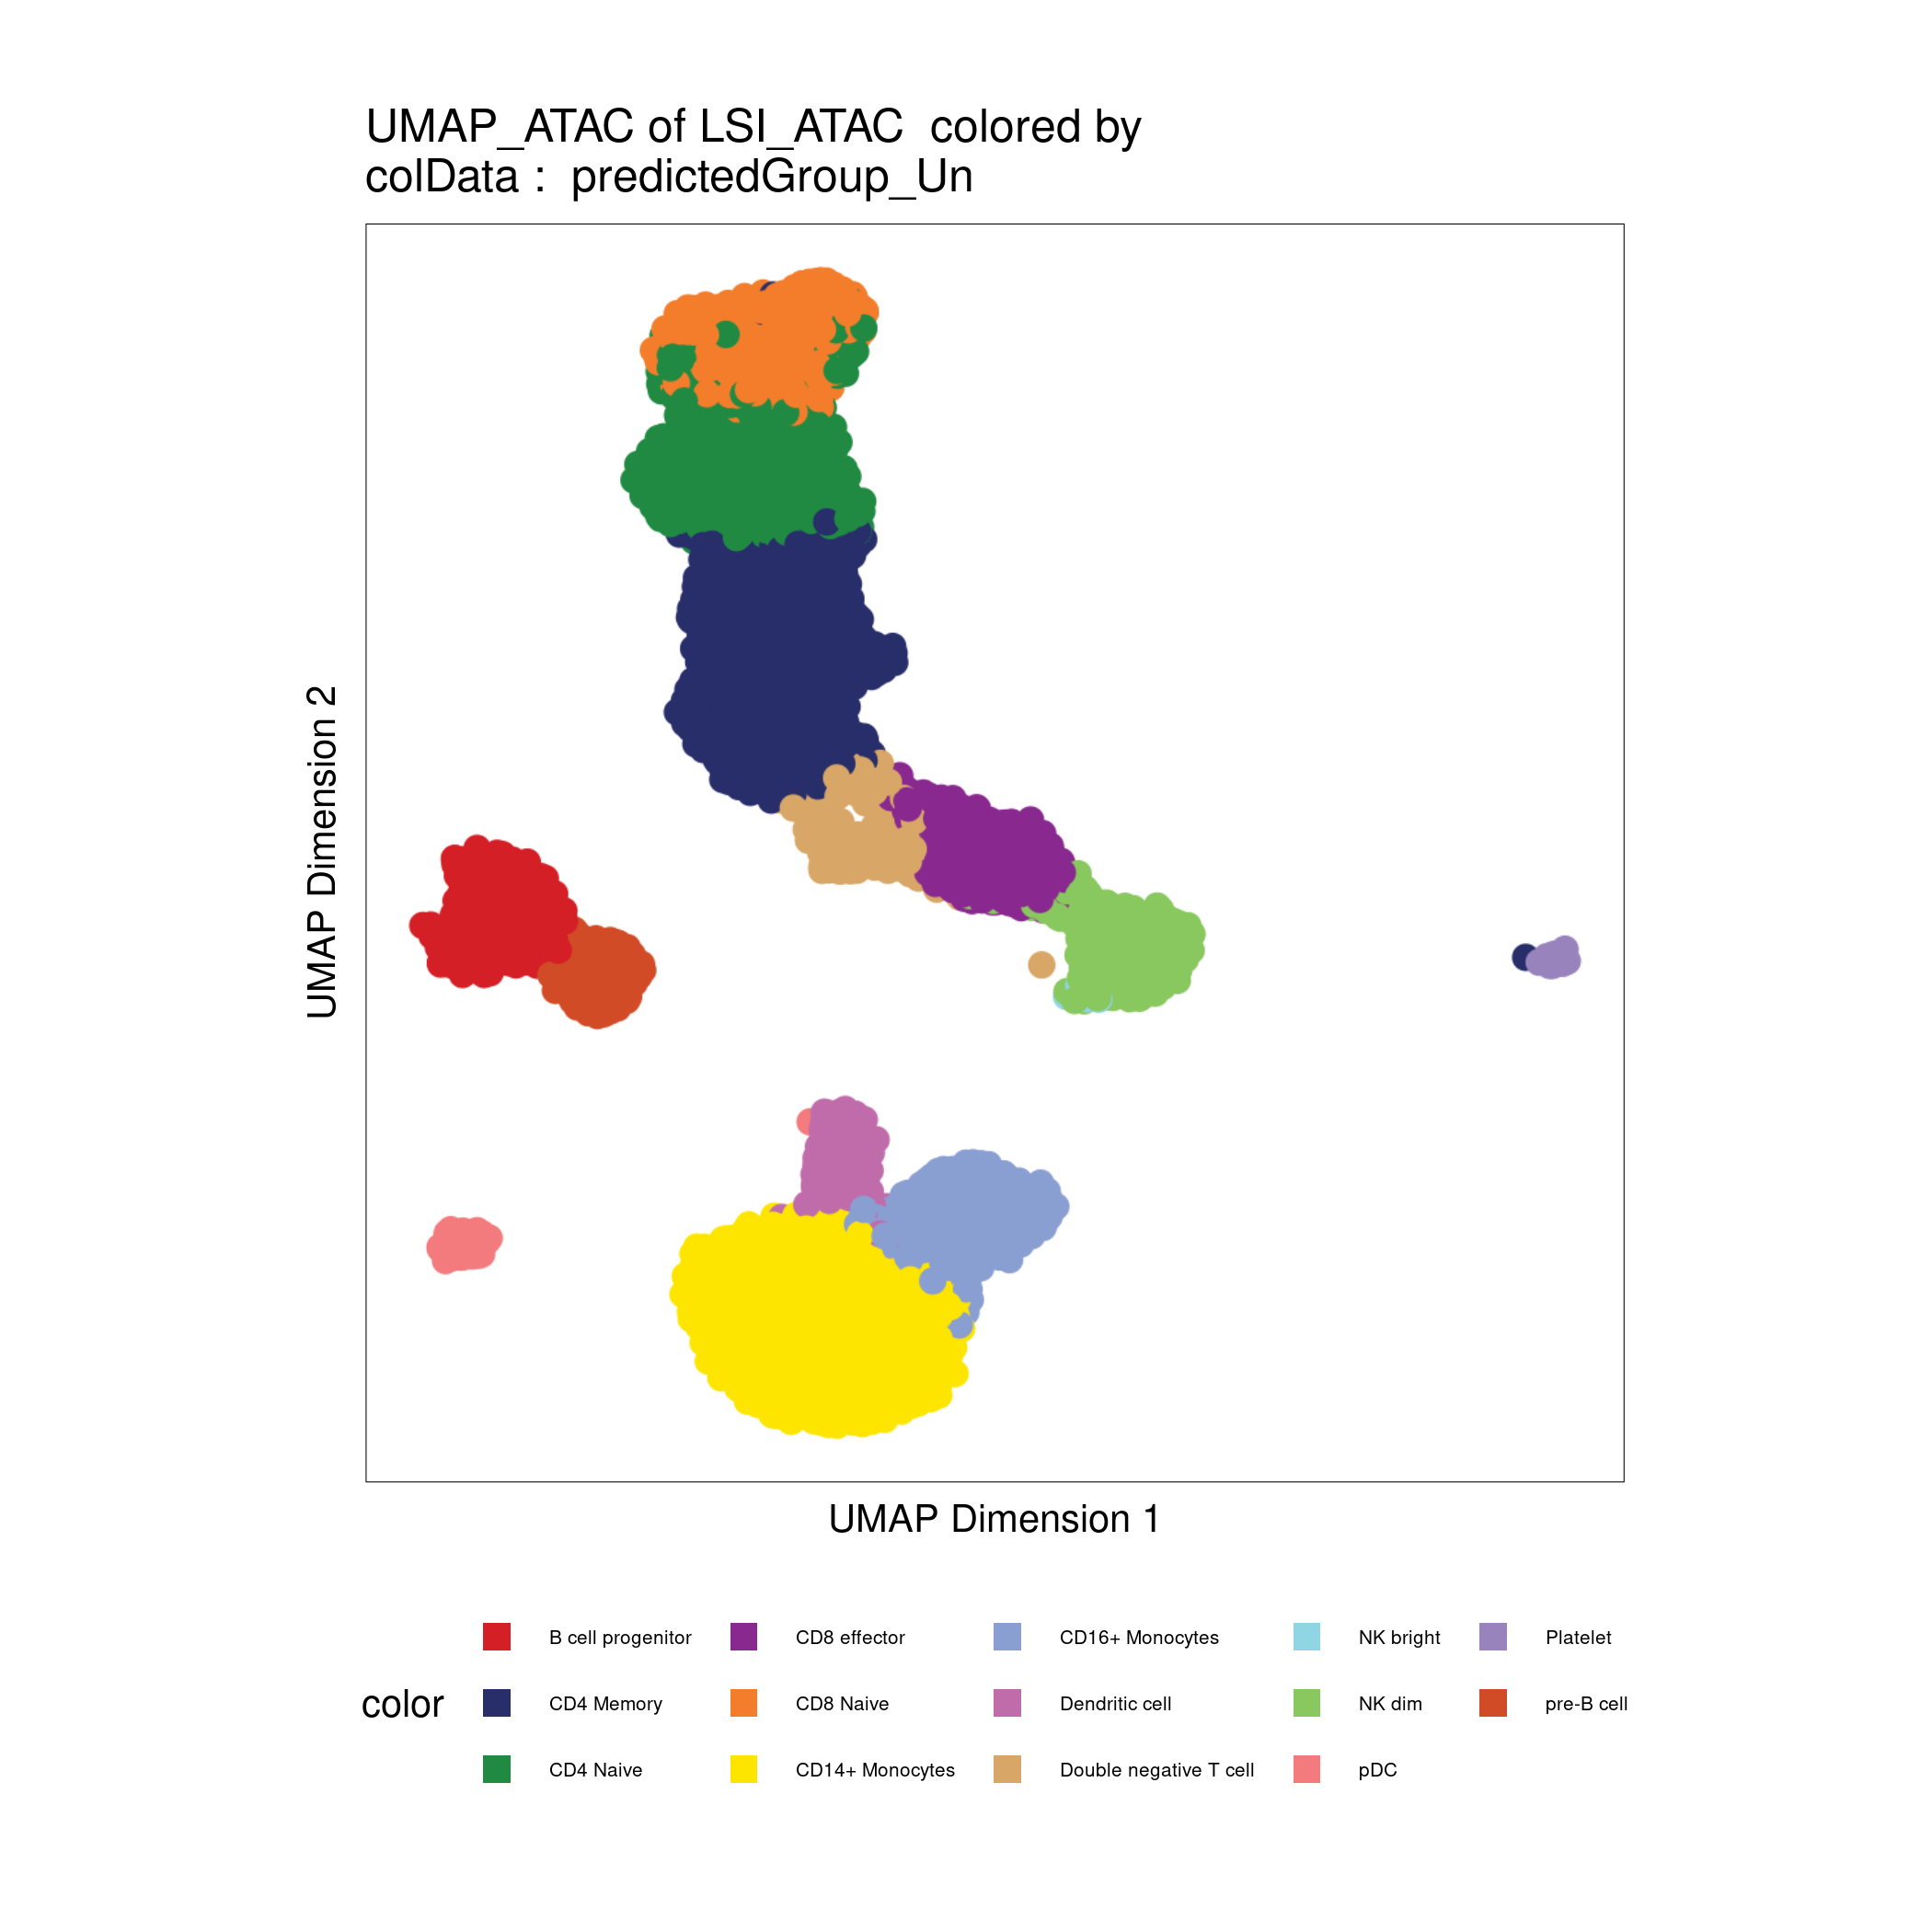 UMAP_ATAC of LSI_ATAC  colored by
colData :  predictedGroup_Un
UMAP Dimension 2
UMAP Dimension 1
color
B cell progenitor
CD4 Memory
CD4 Naive
CD8 effector
CD8 Naive
CD14+ Monocytes
CD16+ Monocytes
Dendritic cell
Double negative T cell
NK bright
NK dim
pDC
Platelet
pre-B cell